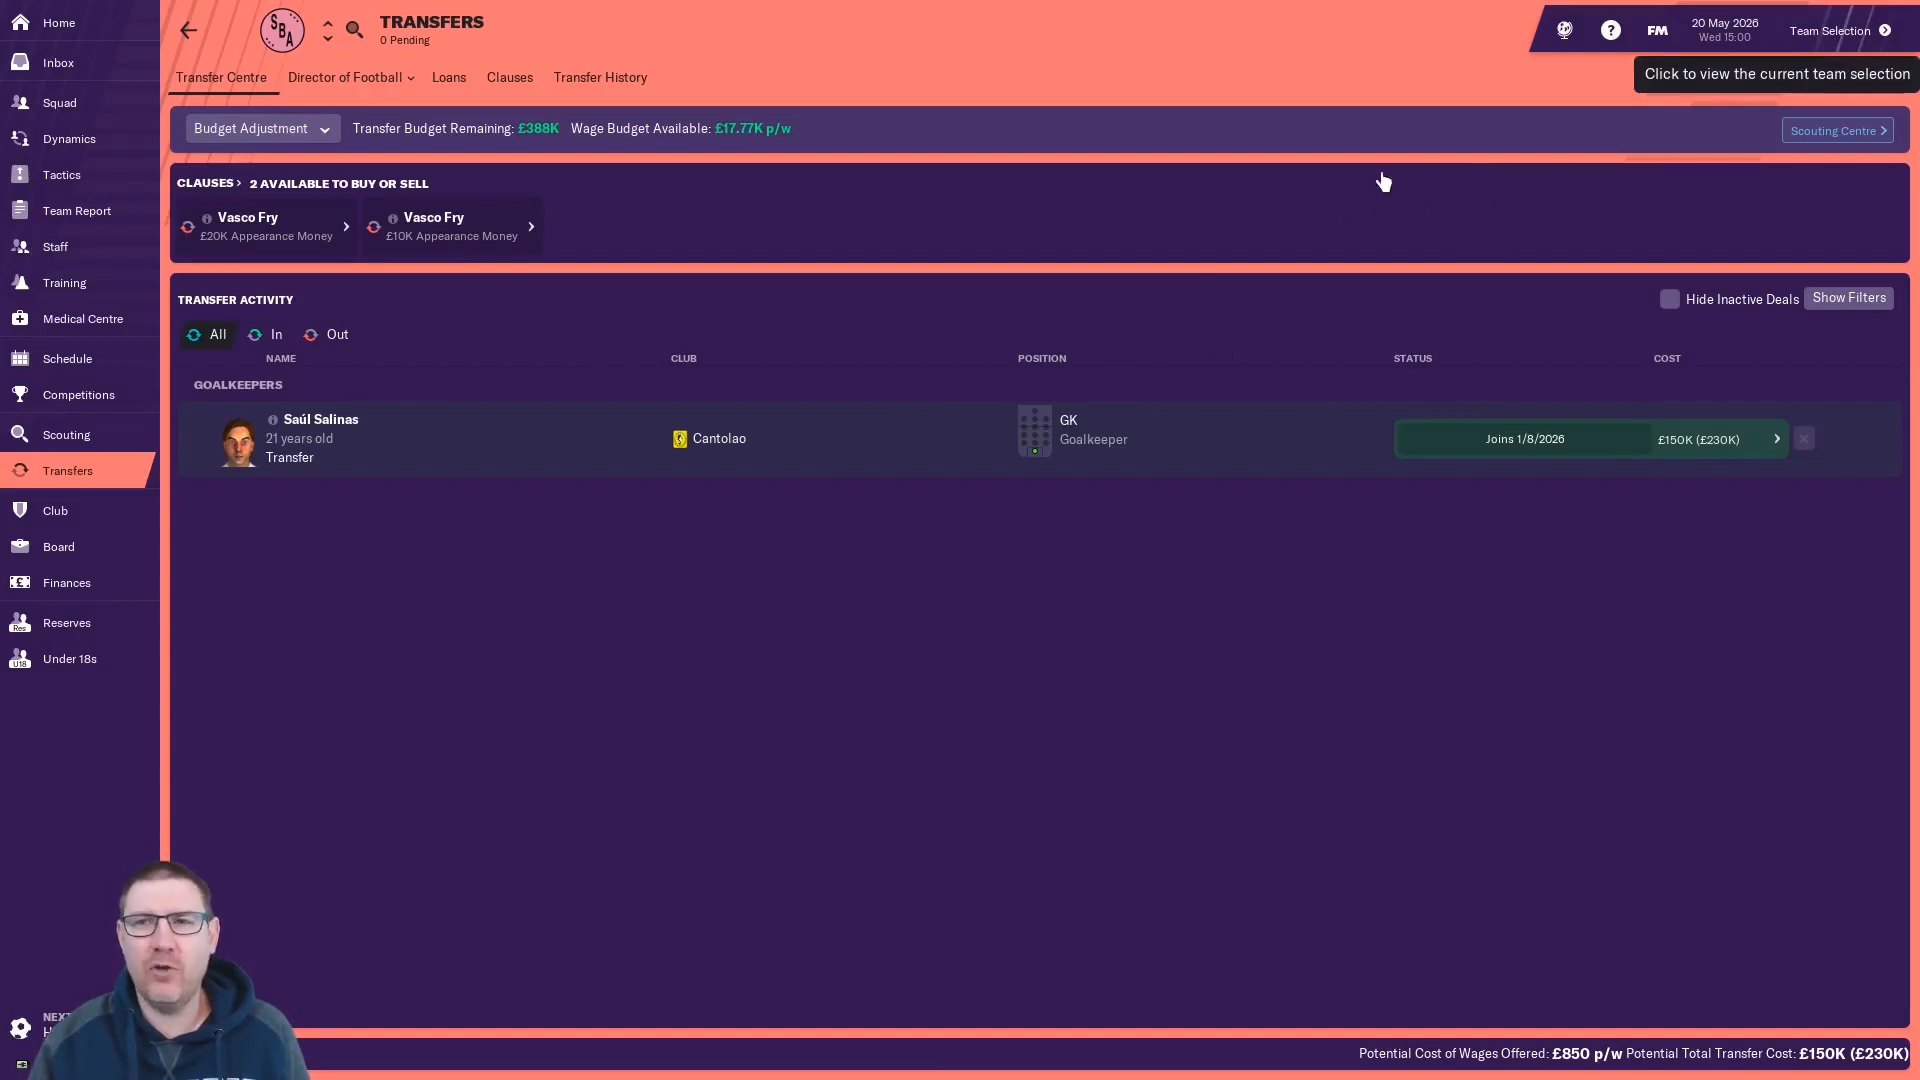 Home
Inbox
Squad
Dynamics
Tactics
Team Report
Staff
Training
Medical Centre
Schedule
Competitions
Scouting
Transfers
Club
Board
Finances
Res
Reserves
U18
Under 18s
NEXT
SBA
TRANSFERS
0 Pending
FM
20 May 2026
Wed 15:00
Team Selection
Click to view the current team selection
Transfer Centre
Director of Football
Loans
Clauses
Transfer History
Budget Adjustment
Transfer Budget Remaining: £388K
Wage Budget Available: £17.77K p/w
Scouting Centre
CLAUSES
2 AVAILABLE TO BUY OR SELL
Vasco Fry
£20K Appearance Money
Vasco Fry
£10K Appearance Money
TRANSFER ACTIVITY
Hide Inactive Deals
Show Filters
All
In
Out
NAME
CLUB
POSITION
STATUS
COST
GOALKEEPERS
Saúl Salinas
21 years old
Transfer
Cantolao
GK
Goalkeeper
Joins 1/8/2026
£150K (£230K)
Potential Cost of Wages Offered: £850 p/w Potential Total Transfer Cost: £150K (£230K)